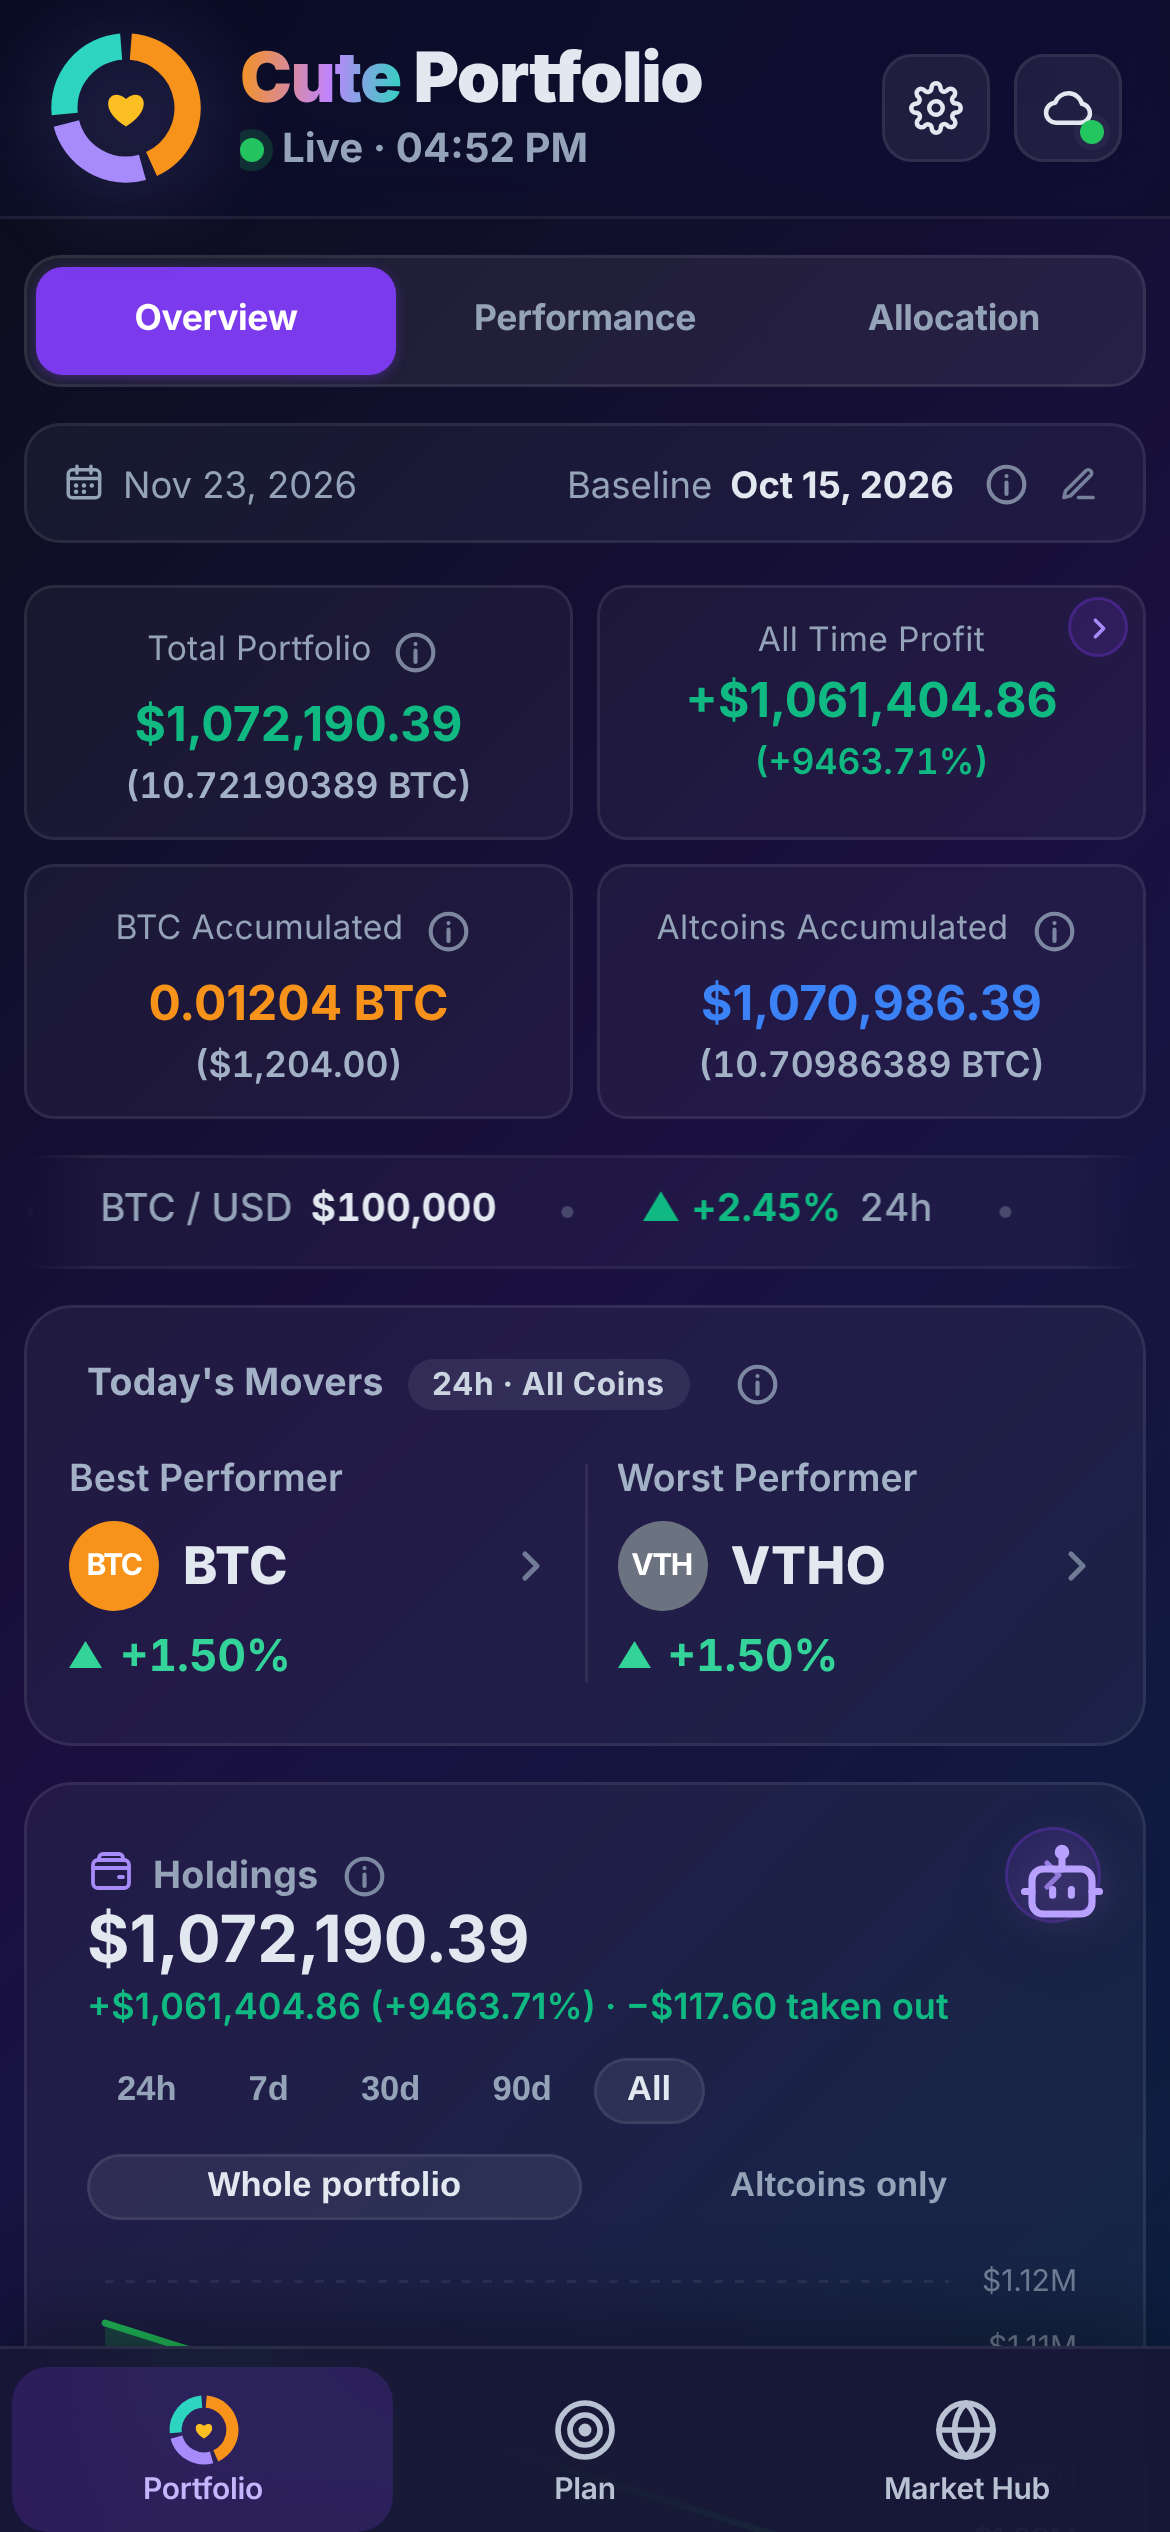 Cute Portfolio
Live · 04:52 PM
Overview Performance Allocation
Nov 23, 2026 Baseline Oct 15, 2026
Total Portfolio
$1,072,190.39
(10.72190389 BTC)
All Time Profit
+$1,061,404.86
(+9463.71%)
BTC Accumulated
0.01204 BTC
($1,204.00)
Altcoins Accumulated
$1,070,986.39
(10.70986389 BTC)
BTC / USD $100,000 • ▲ +2.45% 24h •
Today's Movers 24h · All Coins
Best Performer
BTC BTC
▲ +1.50%
Worst Performer
VTH VTHO
▲ +1.50%
Holdings
$1,072,190.39
+$1,061,404.86 (+9463.71%) · −$117.60 taken out
24h 7d 30d 90d All
Whole portfolio Altcoins only
$1.12M
$1.11M
Portfolio Plan Market Hub